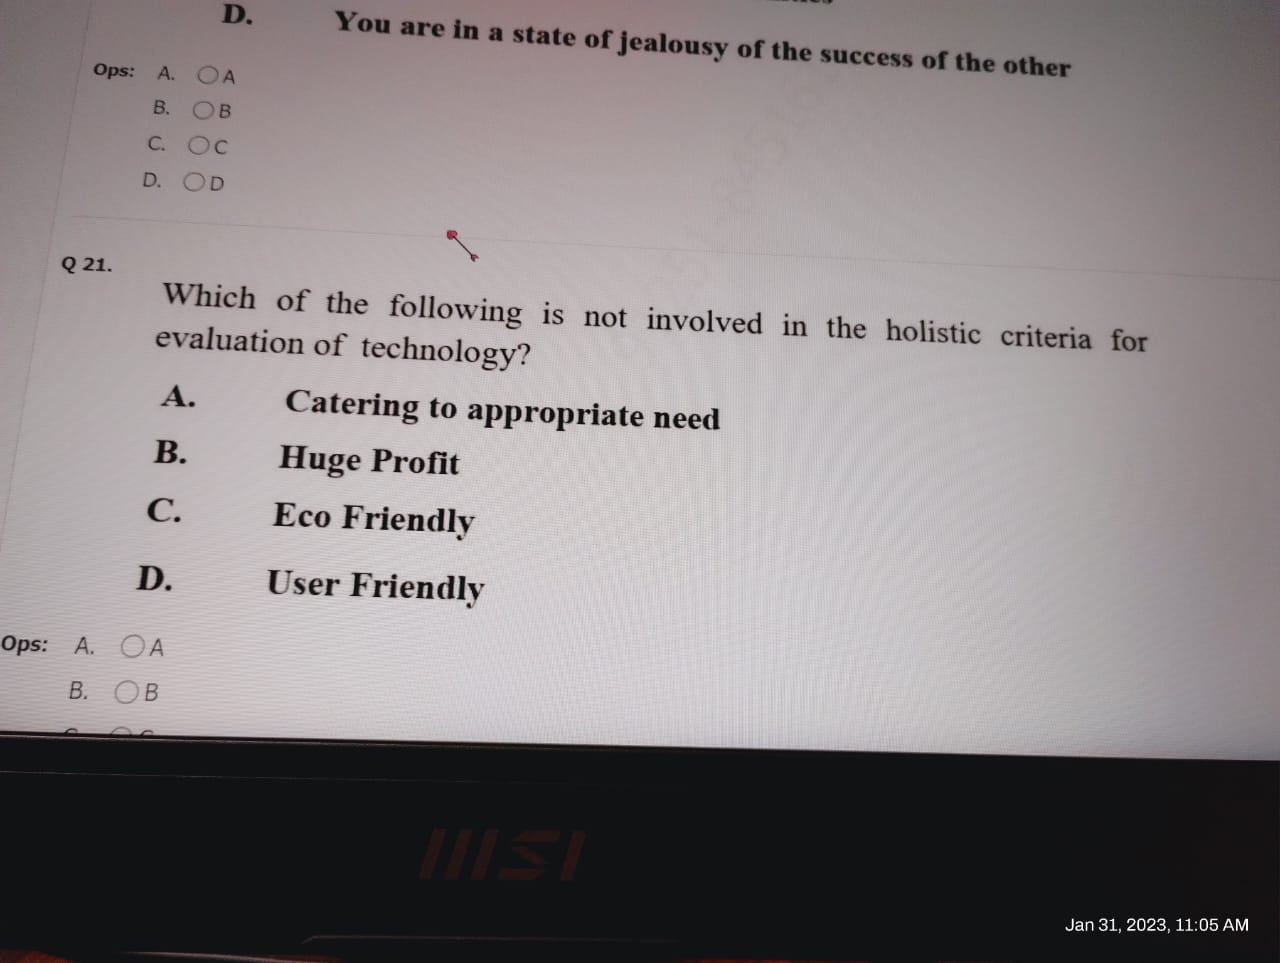 D. You are in a state of jealousy of the success of the other
Ops: A. A
B. B
C. C
D. D
Q 21.
Which of the following is not involved in the holistic criteria for
evaluation of technology?
A. Catering to appropriate need
B. Huge Profit
C. Eco Friendly
D. User Friendly
Ops: A. A
B. B
msi
Jan 31, 2023, 11:05 AM